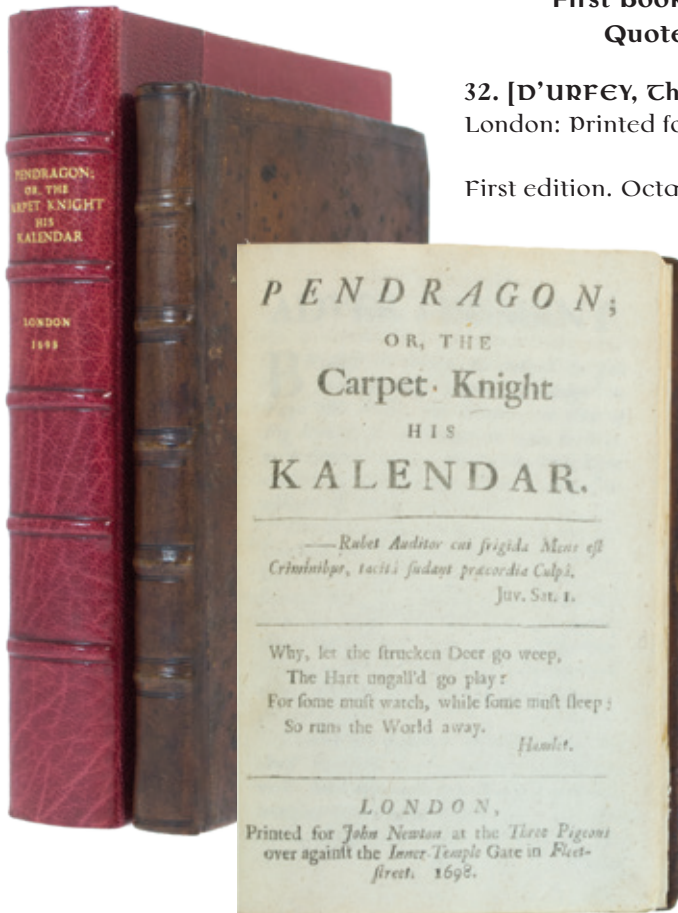 First Book
Quote
32. [D'URFEY, Th
London: Printed fo
First edition. Octa
PENDRAGON;
OR, THE
CARPET KNIGHT
HIS
KALENDAR
LONDON
1698
PENDRAGON;
OR, THE
Carpet Knight
HIS
KALENDAR.
—Rubet Auditor cui frigida Mens eſt
Criminibus, tacitâ ſudant præcordia Culpâ.
Juv. Sat. 1.
Why, let the ſtrucken Deer go weep,
The Hart ungall'd go play:
For ſome muſt watch, while ſome muſt ſleep;
So runs the World away.
Hamlet.
LONDON,
Printed for John Newton at the Three Pigeons
over againſt the Inner-Temple Gate in Fleet-
ſtreet. 1698.